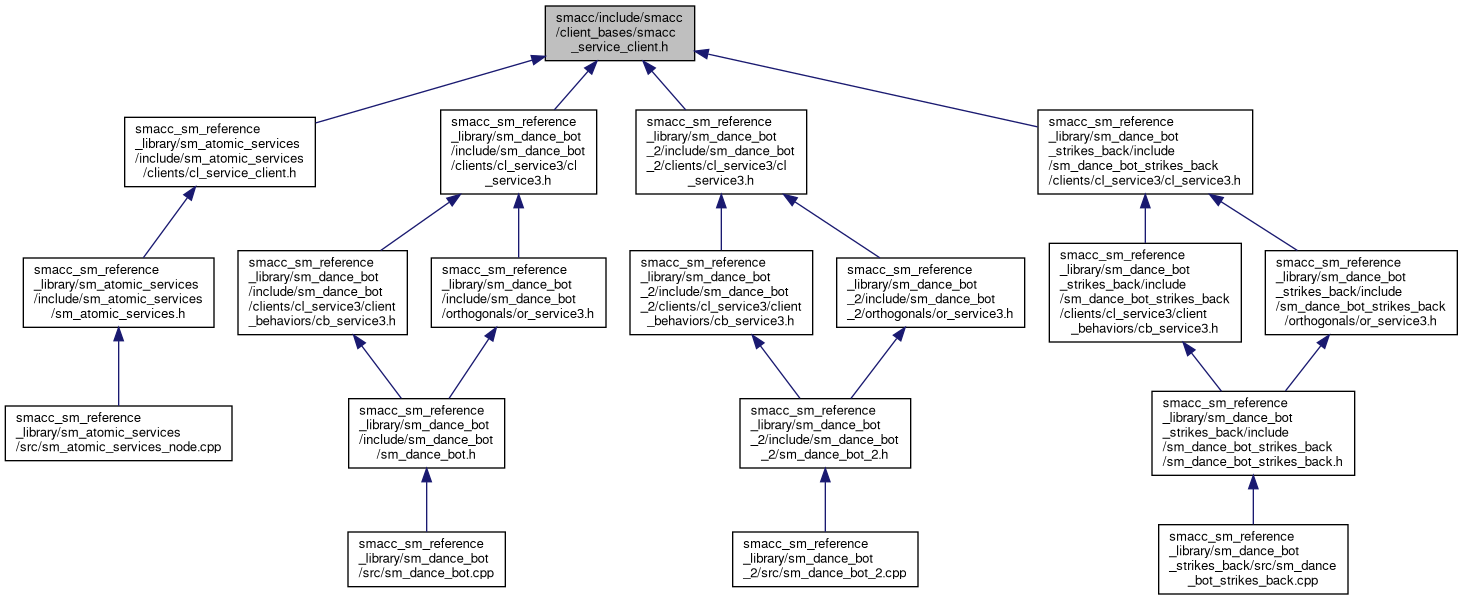 smacc/include/smacc
/client_bases/smacc
_service_client.h
smacc_sm_reference
_library/sm_atomic_services
/include/sm_atomic_services
/clients/cl_service_client.h
smacc_sm_reference
_library/sm_dance_bot
/include/sm_dance_bot
/clients/cl_service3/cl
_service3.h
smacc_sm_reference
_library/sm_dance_bot
_2/include/sm_dance_bot
_2/clients/cl_service3/cl
_service3.h
smacc_sm_reference
_library/sm_dance_bot
_strikes_back/include
/sm_dance_bot_strikes_back
/clients/cl_service3/cl_service3.h
smacc_sm_reference
_library/sm_atomic_services
/include/sm_atomic_services
/sm_atomic_services.h
smacc_sm_reference
_library/sm_dance_bot
/include/sm_dance_bot
/clients/cl_service3/client
_behaviors/cb_service3.h
smacc_sm_reference
_library/sm_dance_bot
/include/sm_dance_bot
/orthogonals/or_service3.h
smacc_sm_reference
_library/sm_dance_bot
_2/include/sm_dance_bot
_2/clients/cl_service3/client
_behaviors/cb_service3.h
smacc_sm_reference
_library/sm_dance_bot
_2/include/sm_dance_bot
_2/orthogonals/or_service3.h
smacc_sm_reference
_library/sm_dance_bot
_strikes_back/include
/sm_dance_bot_strikes_back
/clients/cl_service3/client
_behaviors/cb_service3.h
smacc_sm_reference
_library/sm_dance_bot
_strikes_back/include
/sm_dance_bot_strikes_back
/orthogonals/or_service3.h
smacc_sm_reference
_library/sm_atomic_services
/src/sm_atomic_services_node.cpp
smacc_sm_reference
_library/sm_dance_bot
/include/sm_dance_bot
/sm_dance_bot.h
smacc_sm_reference
_library/sm_dance_bot
_2/include/sm_dance_bot
_2/sm_dance_bot_2.h
smacc_sm_reference
_library/sm_dance_bot
_strikes_back/include
/sm_dance_bot_strikes_back
/sm_dance_bot_strikes_back.h
smacc_sm_reference
_library/sm_dance_bot
/src/sm_dance_bot.cpp
smacc_sm_reference
_library/sm_dance_bot
_2/src/sm_dance_bot_2.cpp
smacc_sm_reference
_library/sm_dance_bot
_strikes_back/src/sm_dance
_bot_strikes_back.cpp